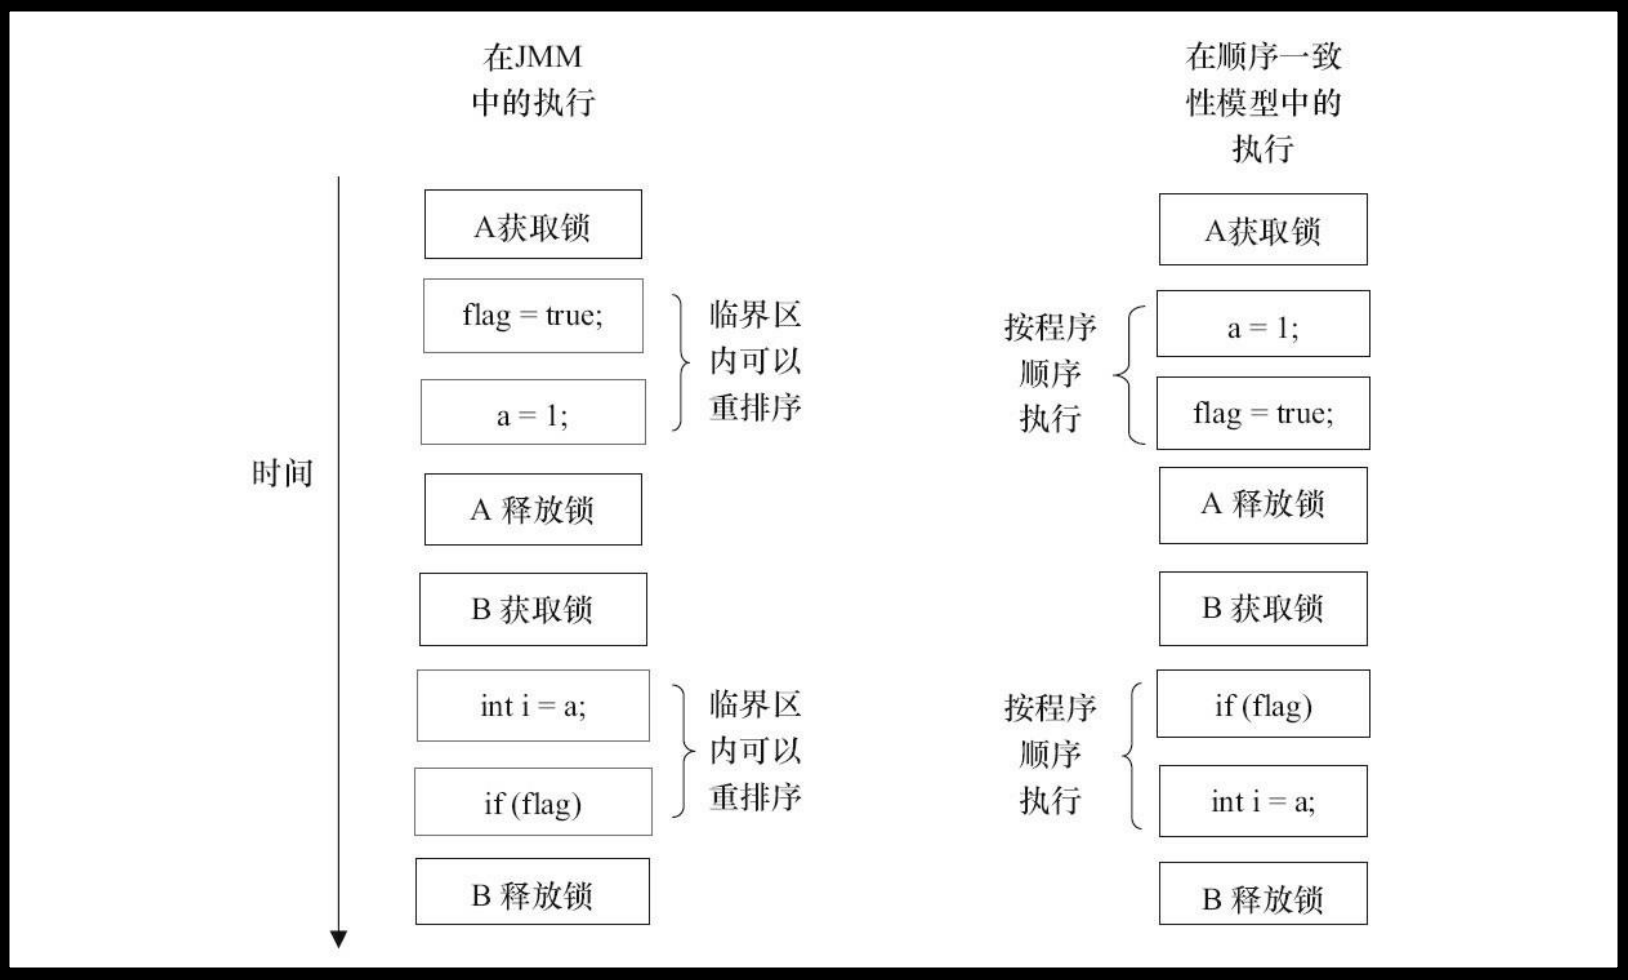 在JMM
中的执行
A获取锁
flag = true;
a = 1;
临界区
内可以
重排序
A 释放锁
B 获取锁
int i = a;
if (flag)
临界区
内可以
重排序
B 释放锁
时间
在顺序一致
性模型中的
执行
A获取锁
按程序
顺序
执行
a = 1;
flag = true;
A 释放锁
B 获取锁
按程序
顺序
执行
if (flag)
int i = a;
B 释放锁